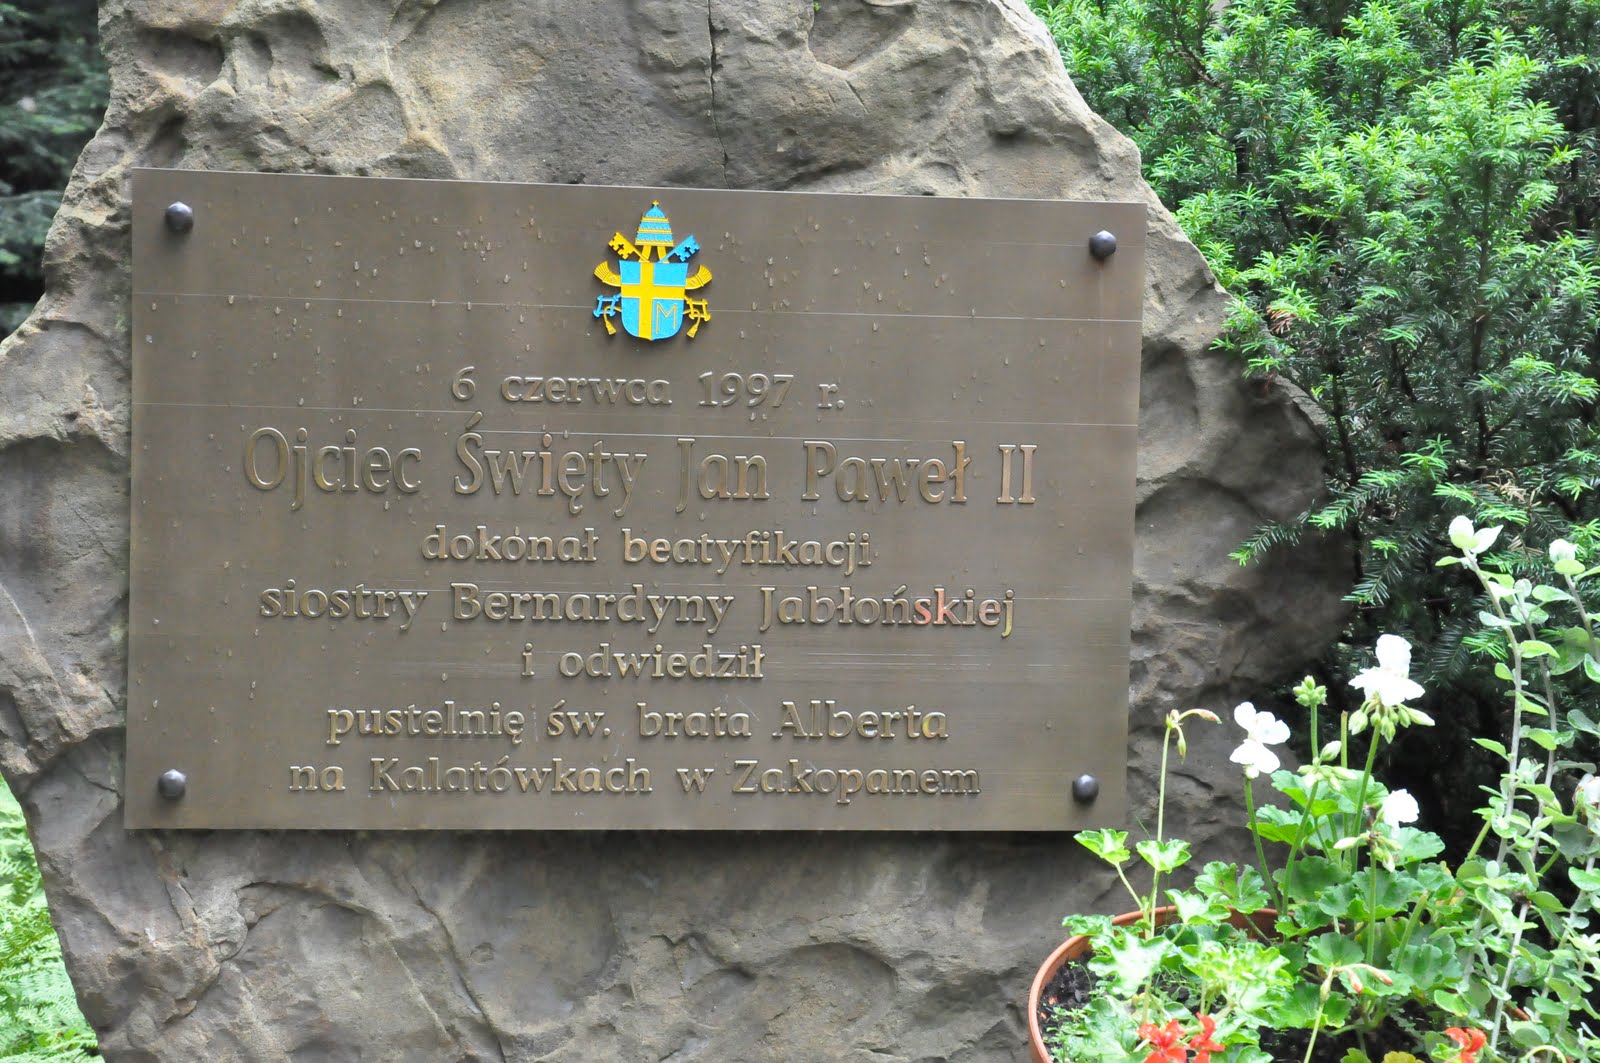 M
6 czerwca 1997 r.
Ojciec Święty Jan Paweł II
dokonał beatyfikacji
siostry Bernardyny Jabłońskiej
i odwiedził
pustelnię św. brata Alberta
na Kalatówkach w Zakopanem